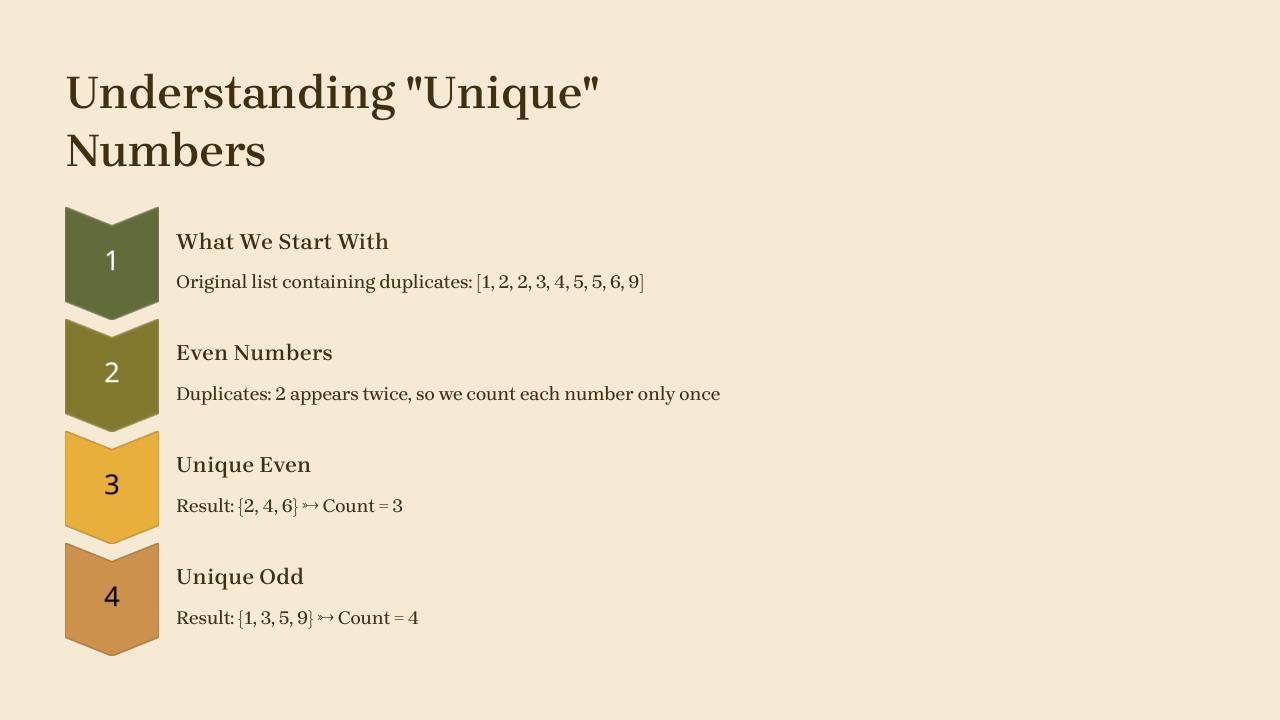 Understanding "Unique"
Numbers
1
What We Start With
Original list containing duplicates: [1, 2, 2, 3, 4, 5, 5, 6, 9]
2
Even Numbers
Duplicates: 2 appears twice, so we count each number only once
3
Unique Even
Result: {2, 4, 6} ↣ Count = 3
4
Unique Odd
Result: {1, 3, 5, 9} ↣ Count = 4